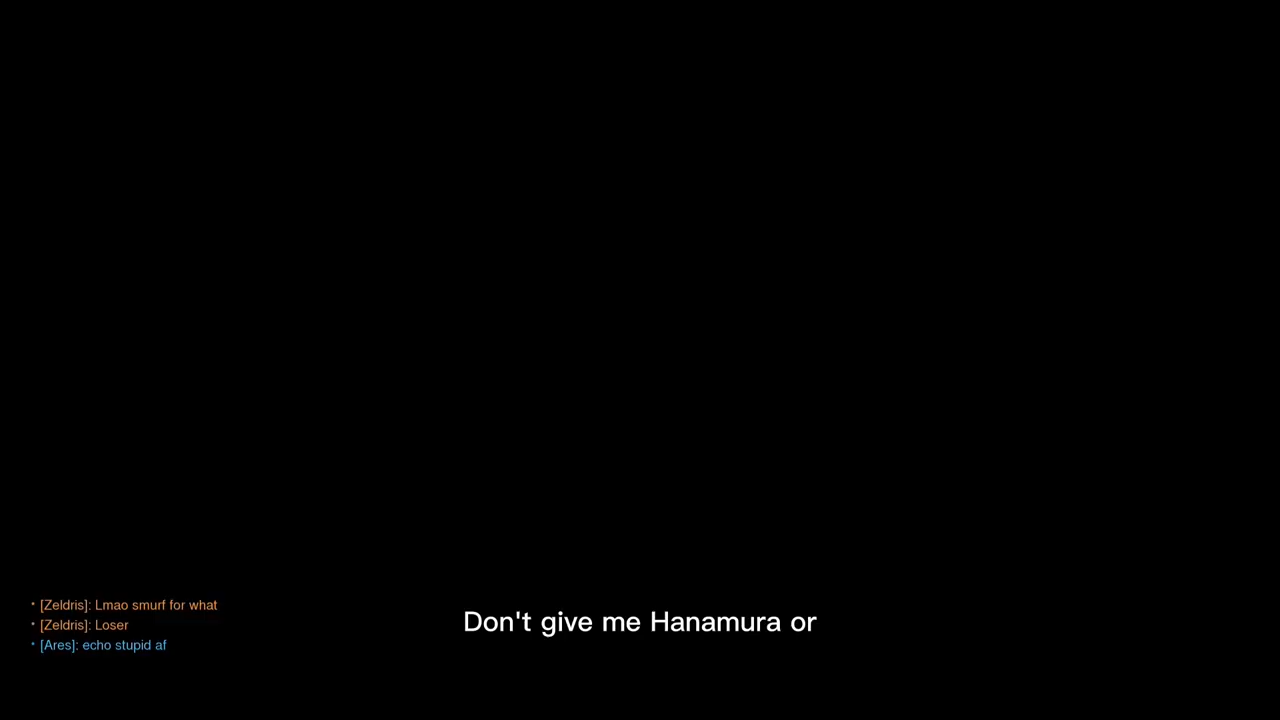 • [Zeldris]: Lmao smurf for what
• [Zeldris]: Loser
• [Ares]: echo stupid af
Don't give me Hanamura or